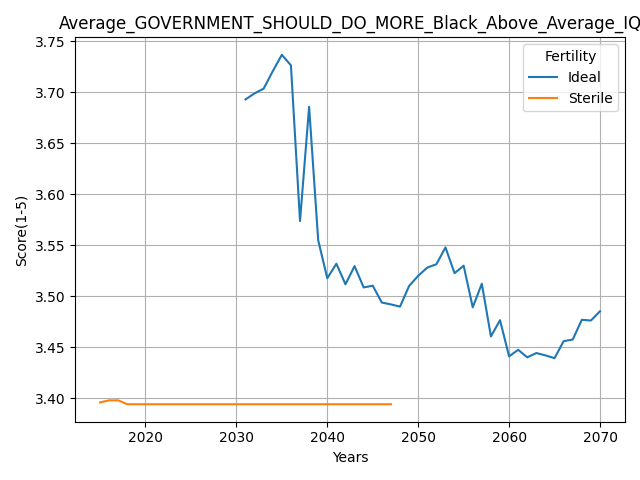 Average_GOVERNMENT_SHOULD_DO_MORE_Black_Above_Average_IQ
Fertility
Ideal
Sterile
Score(1-5)
3.75
3.70
3.65
3.60
3.55
3.50
3.45
3.40
2020
2030
2040
2050
2060
2070
Years